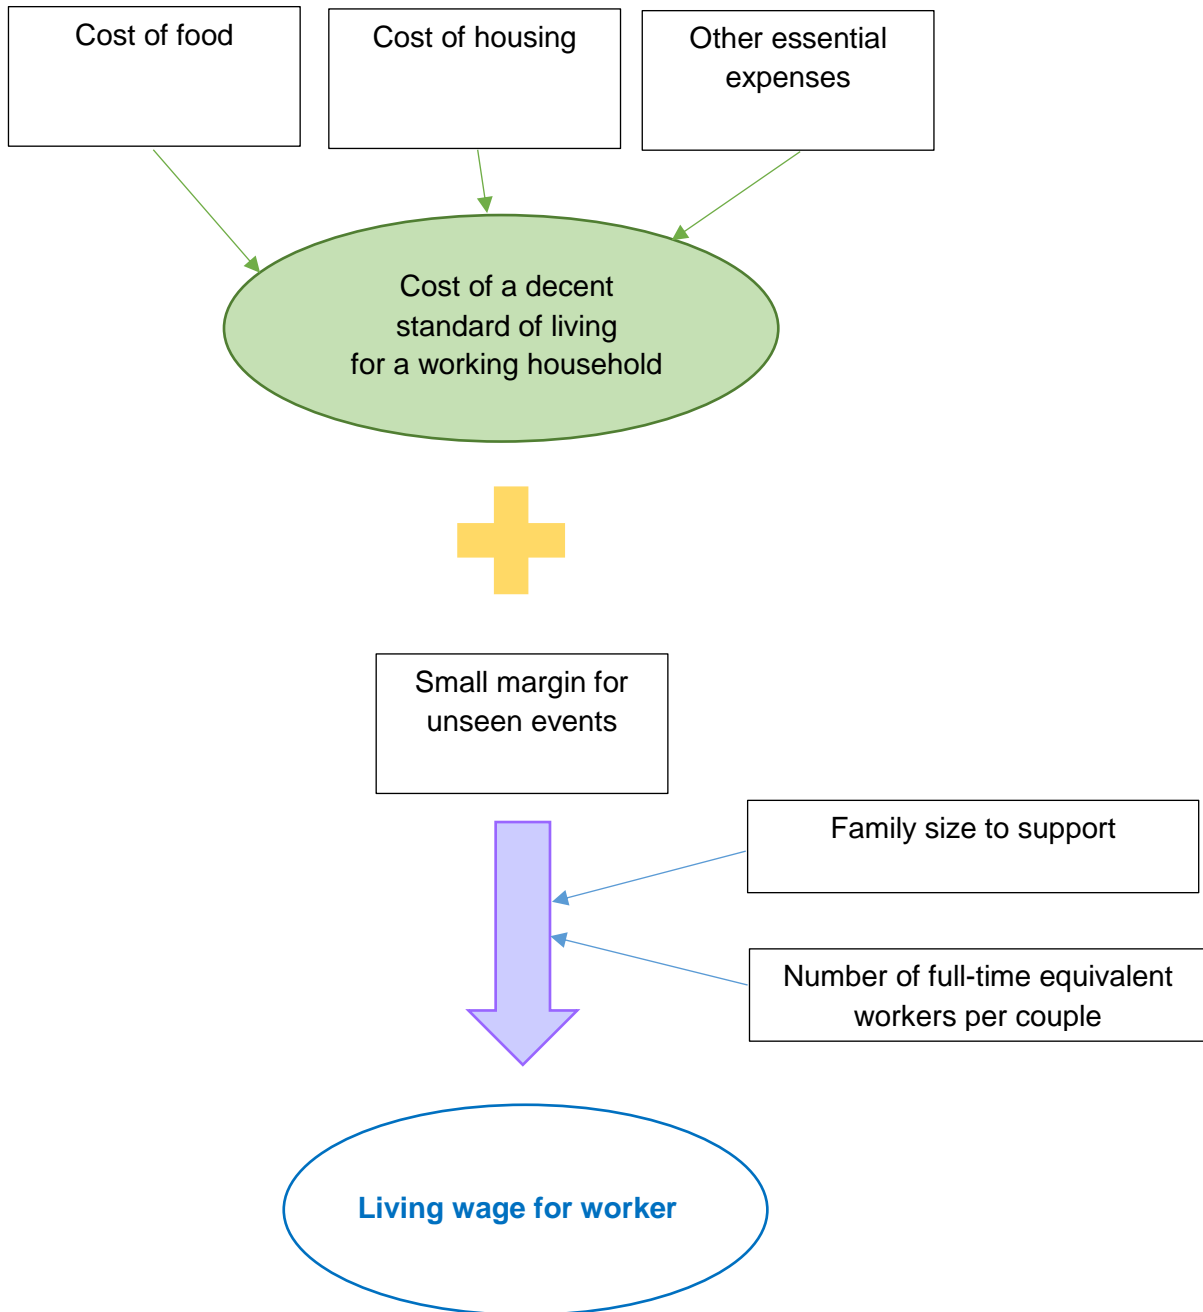 Cost of food
Cost of housing
Other essential
expenses
Cost of a decent
standard of living
for a working household
Small margin for
unseen events
Family size to support
Number of full-time equivalent
workers per couple
Living wage for worker